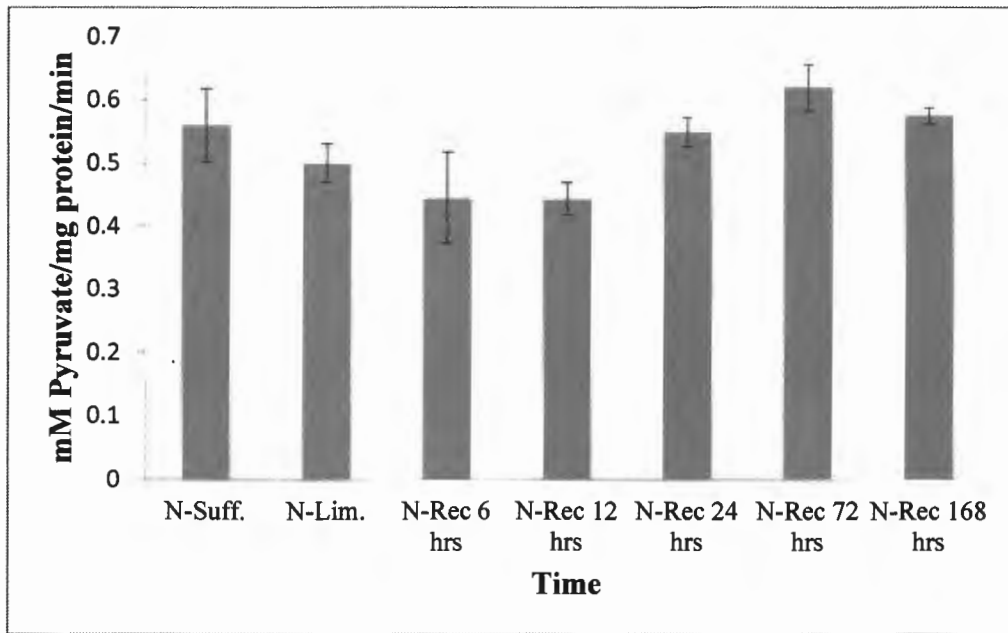 mM Pyruvate/mg protein/min
0.7
0.6
0.5
0.4
0.3
0.2
0.1
0
N-Suff. N-Lim. N-Rec 6 N-Rec 12 N-Rec 24 N-Rec 72 N-Rec 168
hrs hrs hrs hrs hrs
Time